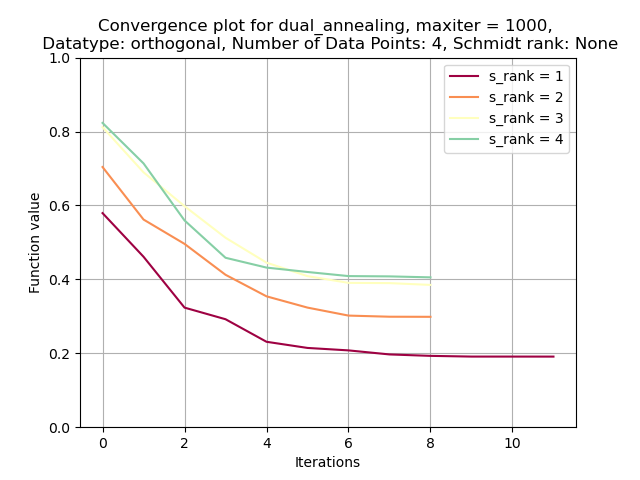 Convergence plot for dual_annealing, maxiter = 1000,
Datatype: orthogonal, Number of Data Points: 4, Schmidt rank: None
1.0
0.8
0.6
0.4
0.2
0.0
Function value
s_rank = 1
s_rank = 2
s_rank = 3
s_rank = 4
0 2 4 6 8 10
Iterations